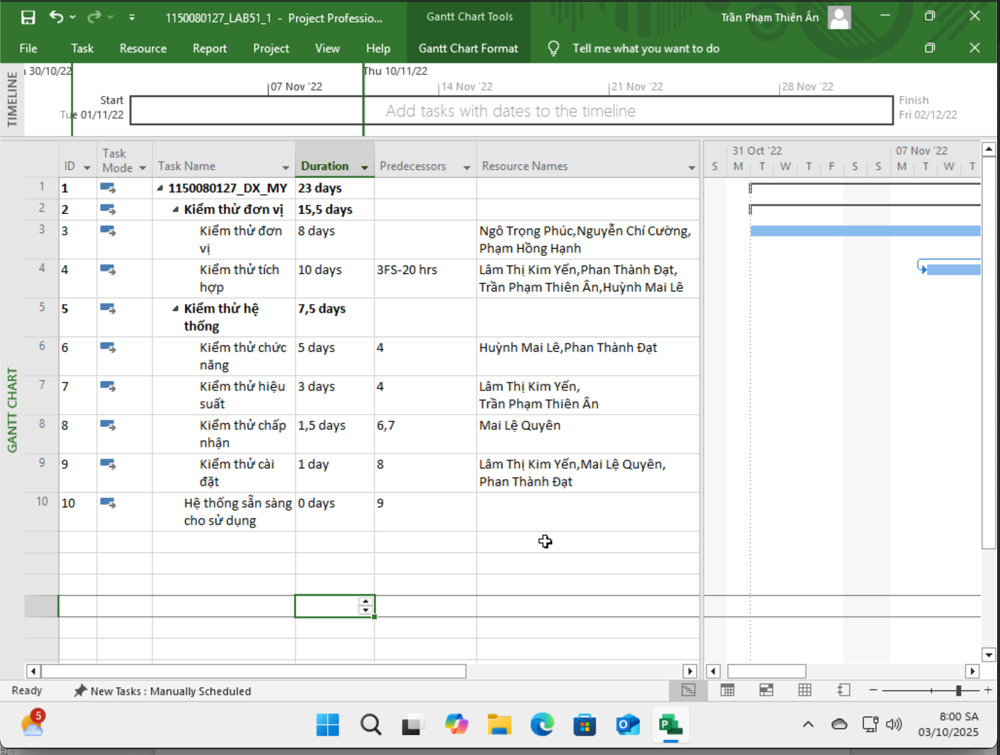 1150080127_LAB51_1 - Project Professio...
Gantt Chart Tools
Trần Phạm Thiên Ân
File
Task
Resource
Report
Project
View
Help
Gantt Chart Format
Tell me what you want to do
TIMELINE
30/10/22
Thu 10/11/22
07 Nov '22
14 Nov '22
21 Nov '22
28 Nov '22
Start
Tue 01/11/22
Add tasks with dates to the timeline
Finish
Fri 02/12/22
GANTT CHART
ID
Task
Mode
Task Name
Duration
Predecessors
Resource Names
31 Oct '22
07 Nov '22
S M T W T F S S M T W T
1 1 1150080127_DX_MY 23 days
2 2 Kiểm thử đơn vị 15,5 days
3 3 Kiểm thử đơn 8 days Ngô Trọng Phúc,Nguyễn Chí Cường,
vị Phạm Hồng Hạnh
4 4 Kiểm thử tích 10 days 3FS-20 hrs Lâm Thị Kim Yến,Phan Thành Đạt,
hợp Trần Phạm Thiên Ân,Huỳnh Mai Lê
5 5 Kiểm thử hệ 7,5 days
thống
6 6 Kiểm thử chức 5 days 4 Huỳnh Mai Lê,Phan Thành Đạt
năng
7 7 Kiểm thử hiệu 3 days 4 Lâm Thị Kim Yến,
suất Trần Phạm Thiên Ân
8 8 Kiểm thử chấp 1,5 days 6,7 Mai Lệ Quyên
nhận
9 9 Kiểm thử cài 1 day 8 Lâm Thị Kim Yến,Mai Lệ Quyên,
đặt Phan Thành Đạt
10 10 Hệ thống sẵn sàng 0 days 9
cho sử dụng
Ready
New Tasks : Manually Scheduled
5
8:00 SA
03/10/2025